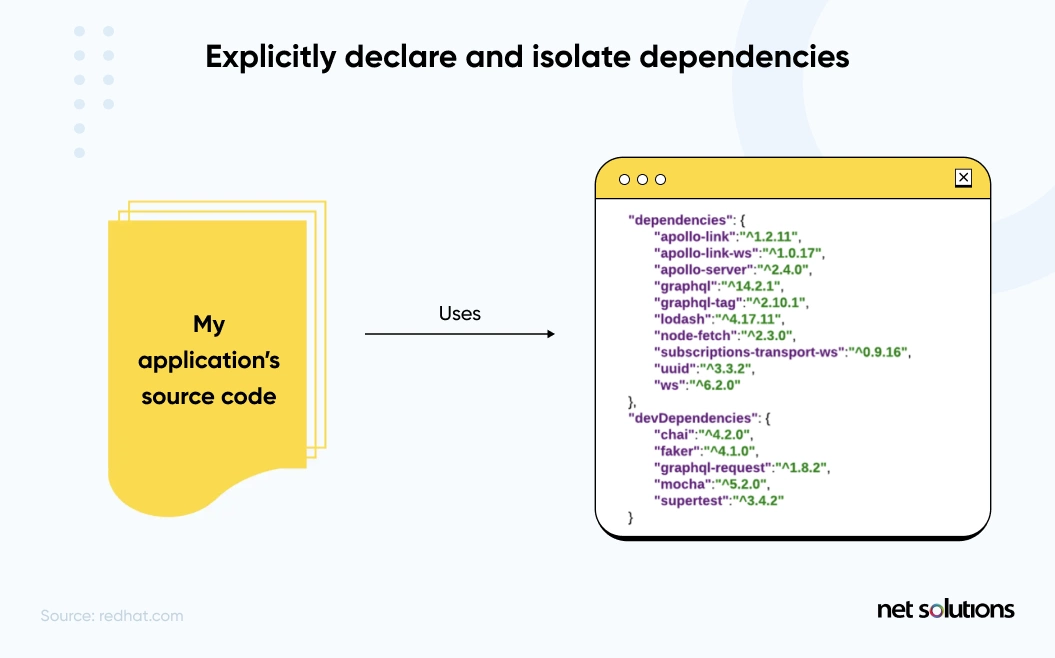 Explicitly declare and isolate dependencies
My
application's
source code
Uses
"dependencies": {
"apollo-link":"^1.2.11",
"apollo-link-ws":"^1.0.17",
"apollo-server":"^2.4.0",
"graphql":"^14.2.1",
"graphql-tag":"^2.10.1",
"lodash":"^4.17.11",
"node-fetch":"^2.3.0",
"subscriptions-transport-ws":"^0.9.16",
"uuid":"^3.3.2",
"ws":"^6.2.0"
},
"devDependencies": {
"chai":"^4.2.0",
"faker":"^4.1.0",
"graphql-request":"^1.8.2",
"mocha":"^5.2.0",
"supertest":"^3.4.2"
}
Source: redhat.com
net solutions